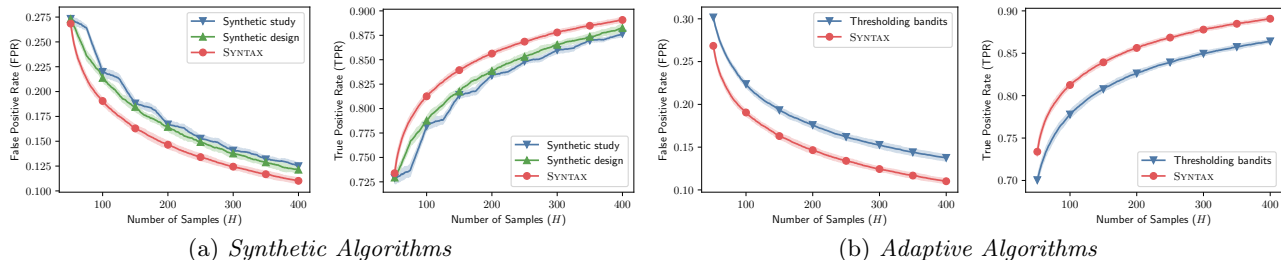 0.275
0.250
0.225
0.200
0.175
0.150
0.125
0.100
False Positive Rate (FPR)
100
200
300
400
Number of Samples (H)
Synthetic study
Synthetic design
SYNTAX
0.900
0.875
0.850
0.825
0.800
0.775
0.750
0.725
True Positive Rate (TPR)
100
200
300
400
Number of Samples (H)
Synthetic study
Synthetic design
SYNTAX
(a) Synthetic Algorithms
0.30
0.25
0.20
0.15
0.10
False Positive Rate (FPR)
100
200
300
400
Number of Samples (H)
Thresholding bandits
SYNTAX
0.90
0.85
0.80
0.75
0.70
True Positive Rate (TPR)
100
200
300
400
Number of Samples (H)
Thresholding bandits
SYNTAX
(b) Adaptive Algorithms